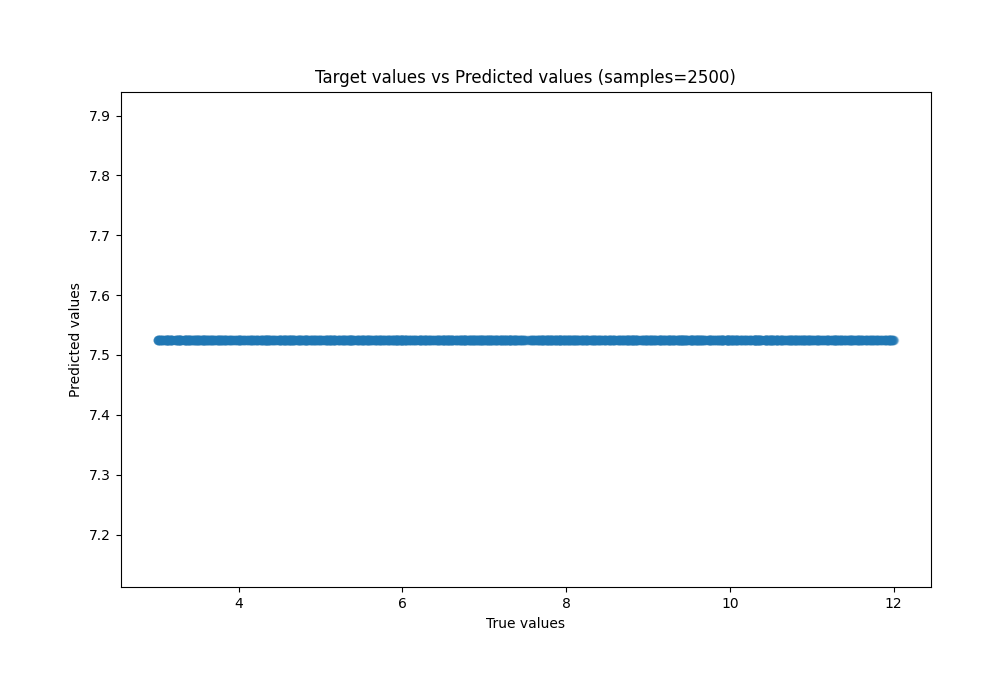 Target values vs Predicted values (samples=2500)
7.9
7.8
7.7
7.6
7.5
7.4
7.3
7.2
Predicted values
4 6 8 10 12
True values